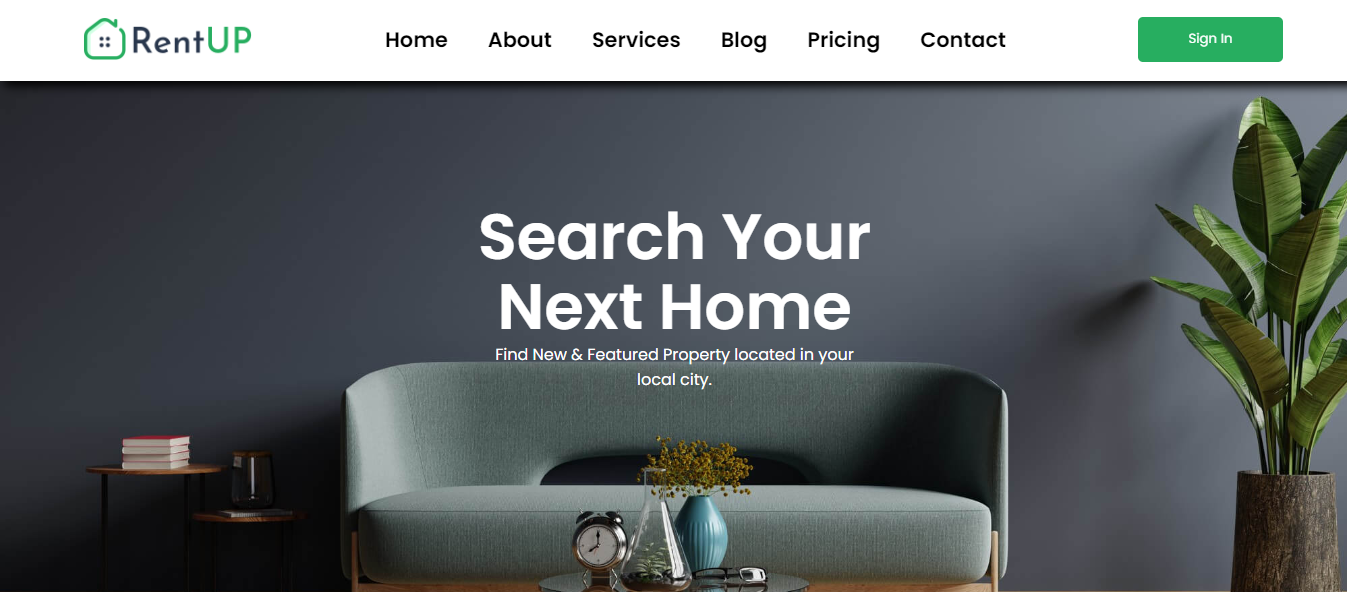 RentUP
Home About Services Blog Pricing Contact
Sign In
Search Your
Next Home
Find New & Featured Property located in your
local city.